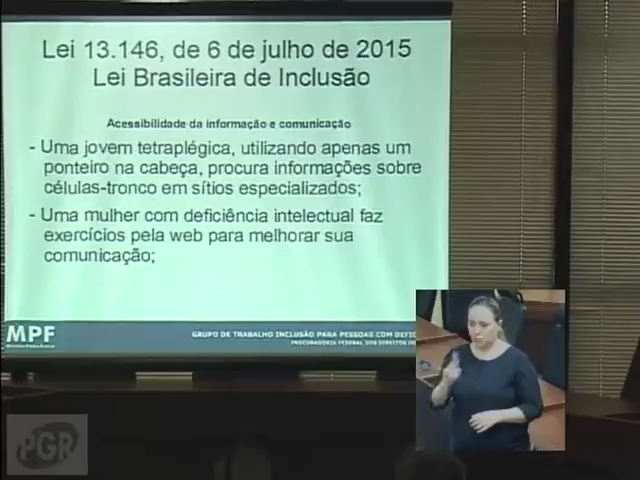 Lei 13.146, de 6 de julho de 2015
Lei Brasileira de Inclusão
Acessibilidade da informação e comunicação
- Uma jovem tetraplégica, utilizando apenas um
ponteiro na cabeça, procura informações sobre
células-tronco em sítios especializados;
- Uma mulher com deficiência intelectual faz
exercícios pela web para melhorar sua
comunicação;
MPF
GRUPO DE TRABALHO INCLUSÃO PARA PESSOAS COM DEFIC
PROCURADORIA FEDERAL DOS DIREITOS DO
PGR